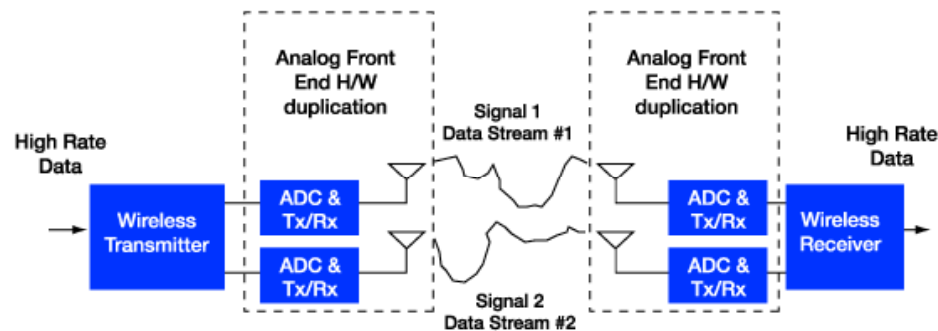 High Rate
Data
Wireless
Transmitter
Analog Front
End H/W
duplication
ADC &
Tx/Rx
ADC &
Tx/Rx
Signal 1
Data Stream #1
Signal 2
Data Stream #2
Analog Front
End H/W
duplication
ADC &
Tx/Rx
ADC &
Tx/Rx
High Rate
Data
Wireless
Receiver